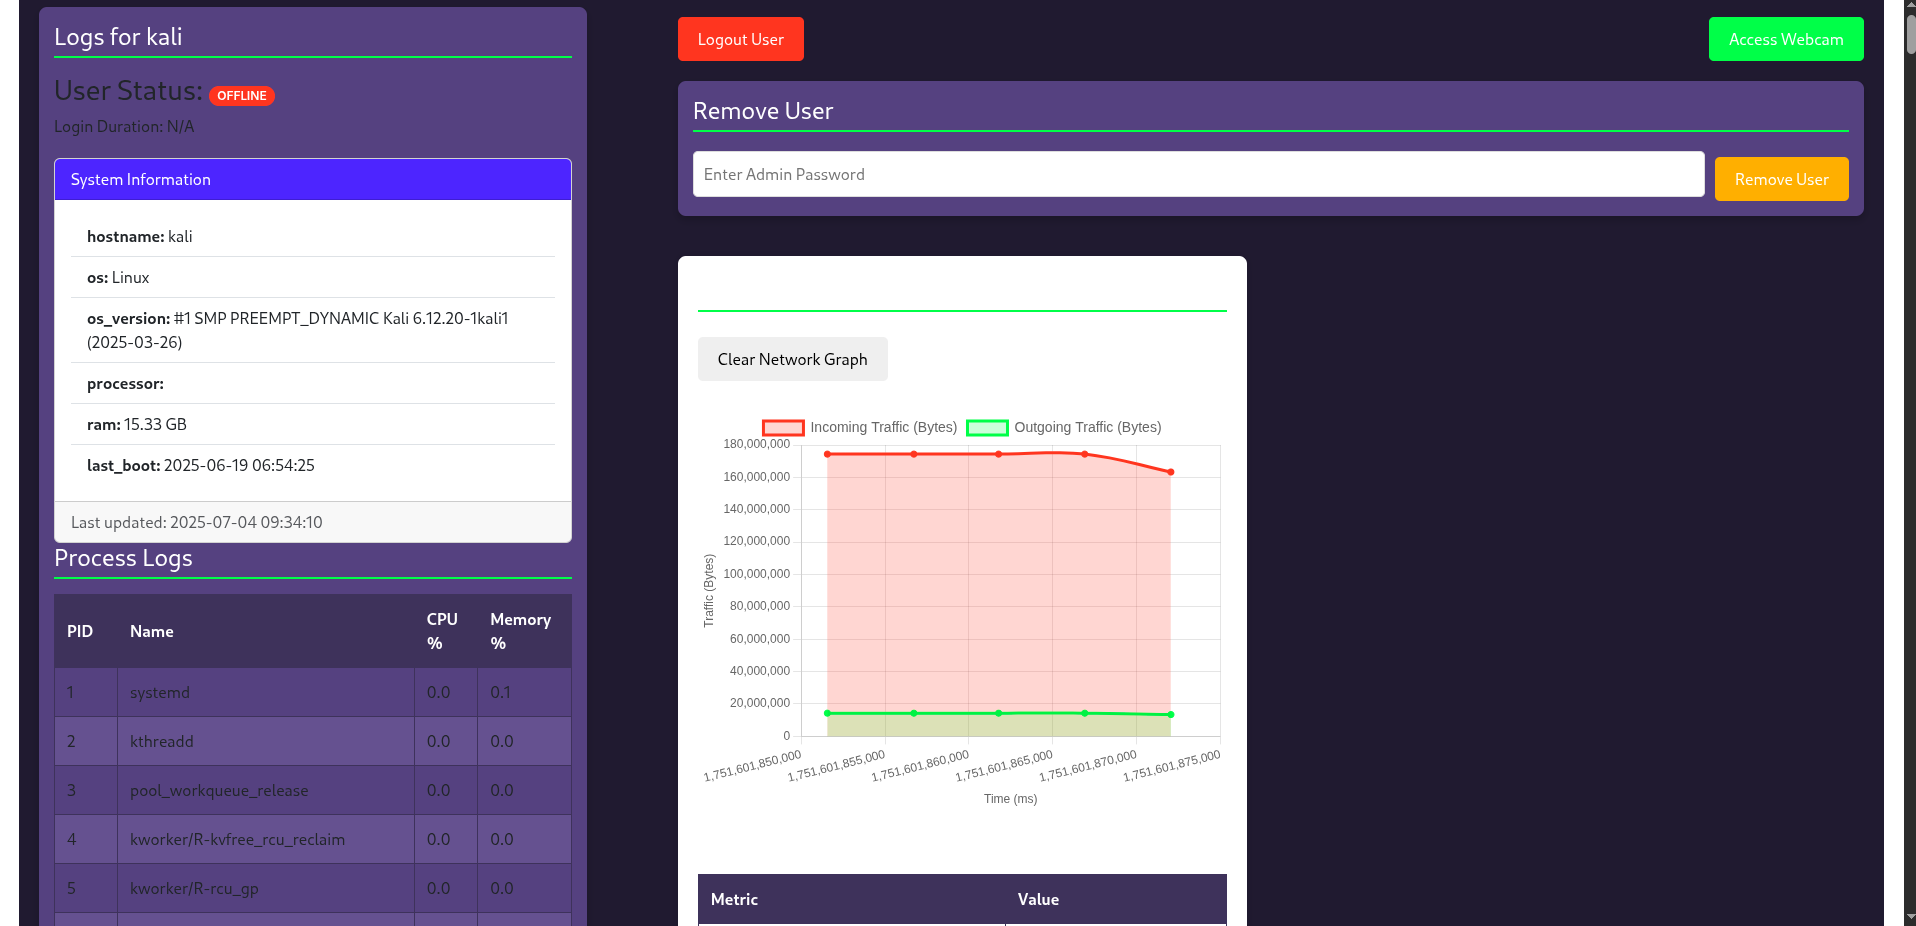 Logs for kali
User Status: OFFLINE
Login Duration: N/A
System Information
hostname: kali
os: Linux
os_version: #1 SMP PREEMPT_DYNAMIC Kali 6.12.20-1kali1
(2025-03-26)
processor:
ram: 15.33 GB
last_boot: 2025-06-19 06:54:25
Last updated: 2025-07-04 09:34:10
Process Logs
PID Name CPU % Memory %
1 systemd 0.0 0.1
2 kthreadd 0.0 0.0
3 pool_workqueue_release 0.0 0.0
4 kworker/R-kvfree_rcu_reclaim 0.0 0.0
5 kworker/R-rcu_gp 0.0 0.0
Logout User
Access Webcam
Remove User
Enter Admin Password
Remove User
Clear Network Graph
Incoming Traffic (Bytes) Outgoing Traffic (Bytes)
Traffic (Bytes)
180,000,000
160,000,000
140,000,000
120,000,000
100,000,000
80,000,000
60,000,000
40,000,000
20,000,000
0
1,751,601,850,000 1,751,601,855,000 1,751,601,860,000 1,751,601,865,000 1,751,601,870,000 1,751,601,875,000
Time (ms)
Metric Value